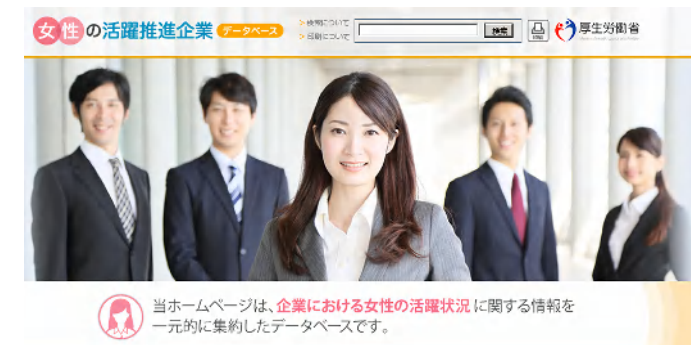 女性の活躍推進企業 データベース
> 検索について
> 印刷について
検索
厚生労働省
当ホームページは、企業における女性の活躍状況 に関する情報を
一元的に集約したデータベースです。